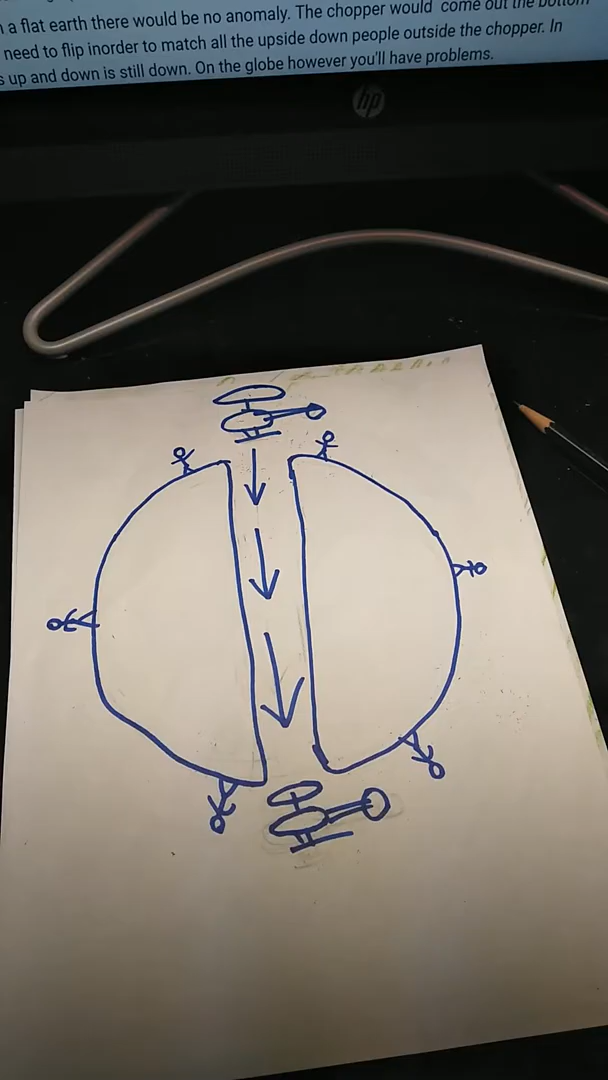 a flat earth there would be no anomaly. The chopper would come out the bottom
need to flip inorder to match all the upside down people outside the chopper. In
s up and down is still down. On the globe however you'll have problems.
hp